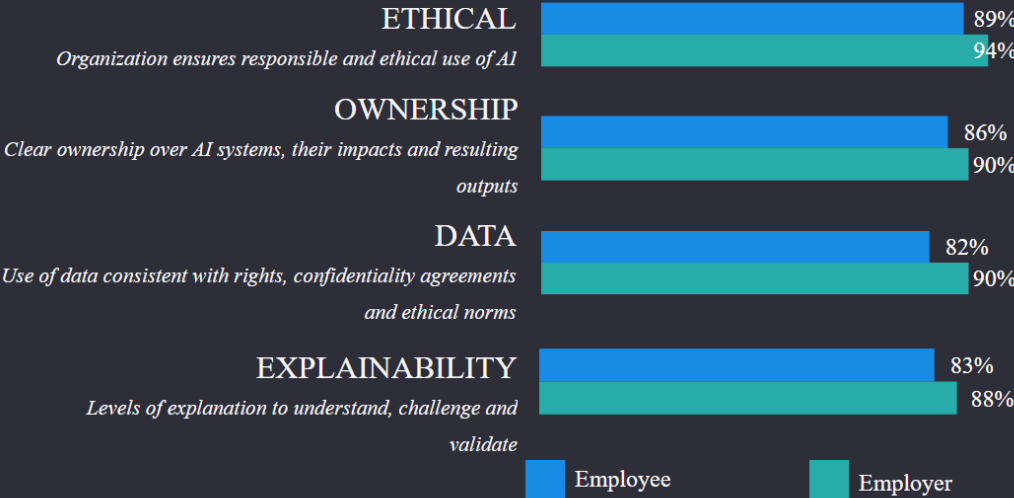 ETHICAL
Organization ensures responsible and ethical use of AI
89%
94%
OWNERSHIP
Clear ownership over AI systems, their impacts and resulting
outputs
86%
90%
DATA
Use of data consistent with rights, confidentiality agreements
and ethical norms
82%
90%
EXPLAINABILITY
Levels of explanation to understand, challenge and
validate
83%
88%
Employee
Employer